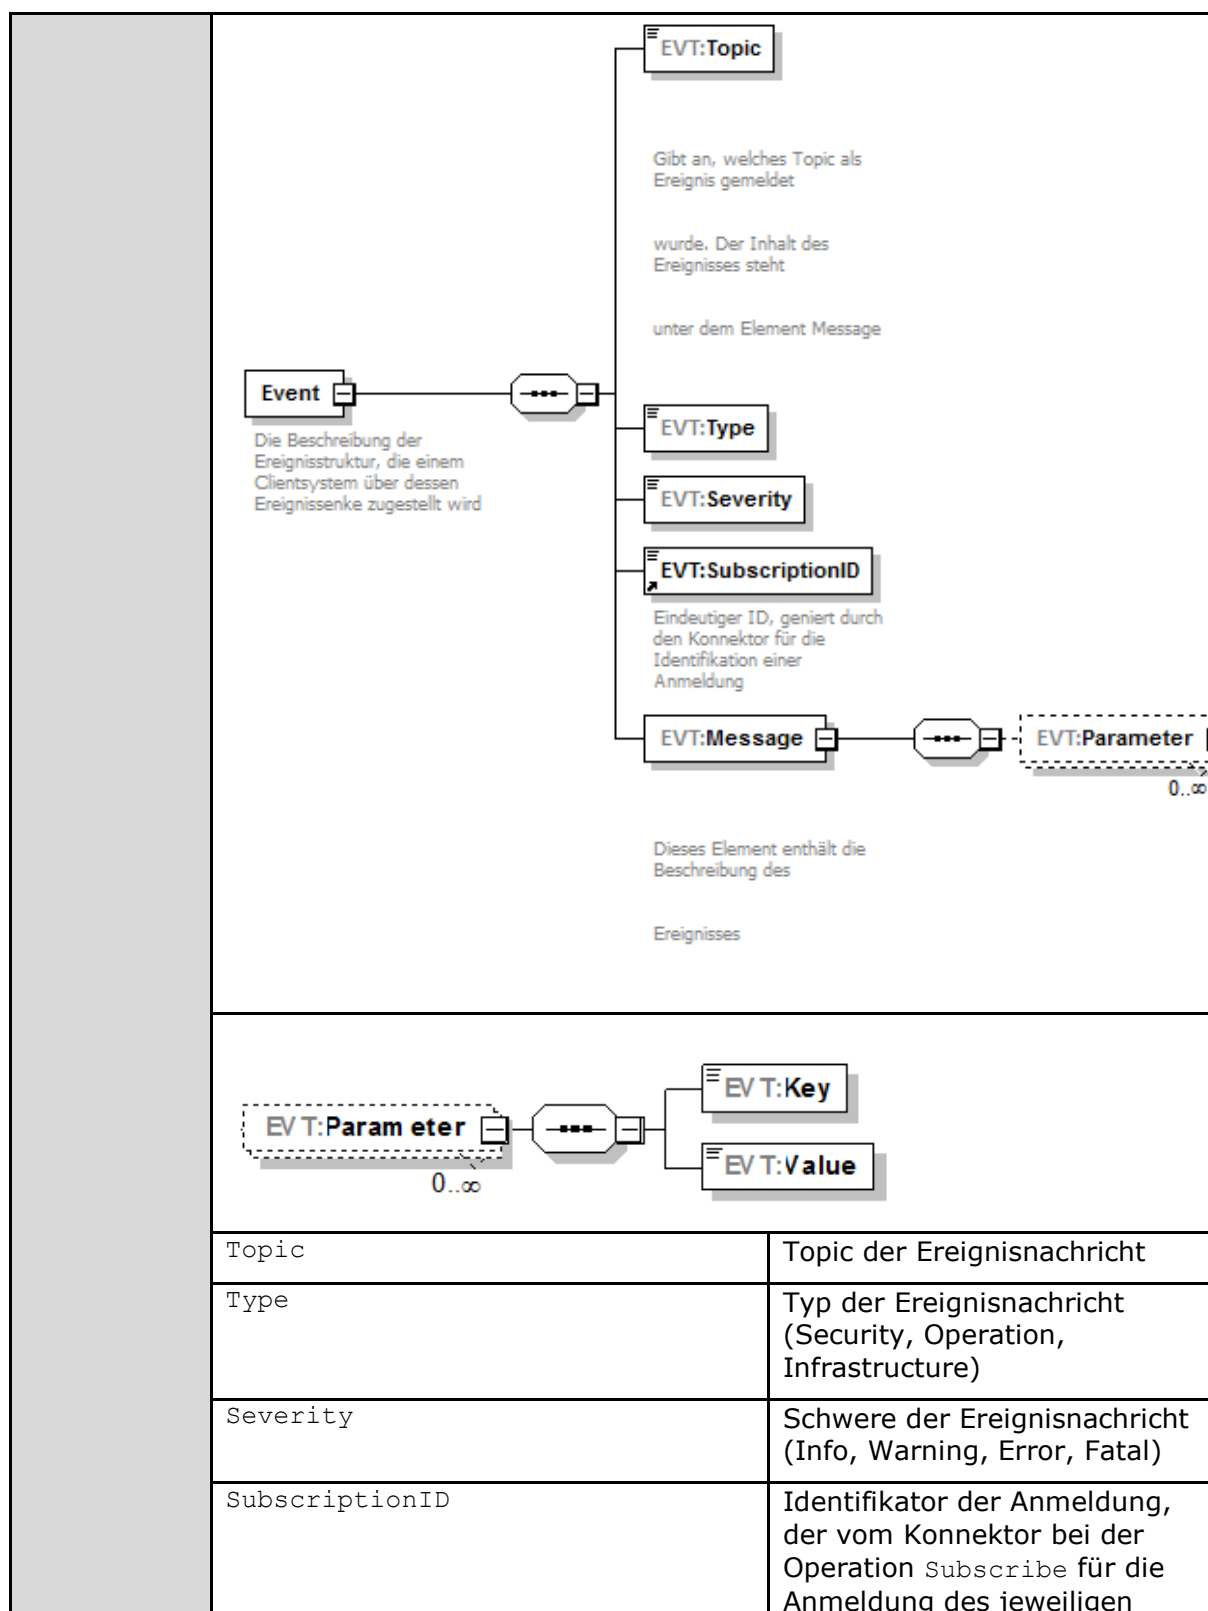 EVT:Topic
Gibt an, welches Topic als
Ereignis gemeldet
wurde. Der Inhalt des
Ereignisses steht
unter dem Element Message
Event
Die Beschreibung der
Ereignisstruktur, die einem
Clientsystem über dessen
Ereignissenke zugestellt wird
EVT:Type
EVT:Severity
EVT:SubscriptionID
Eindeutiger ID, geniert durch
den Konnektor für die
Identifikation einer
Anmeldung
EVT:Message
EVT:Parameter
0..∞
Dieses Element enthält die
Beschreibung des
Ereignisses
EVT:Parameter
0..∞
EVT:Key
EVT:Value
Topic
Topic der Ereignisnachricht
Type
Typ der Ereignisnachricht
(Security, Operation,
Infrastructure)
Severity
Schwere der Ereignisnachricht
(Info, Warning, Error, Fatal)
SubscriptionID
Identifikator der Anmeldung,
der vom Konnektor bei der
Operation Subscribe für die
Anmeldung des jeweiligen